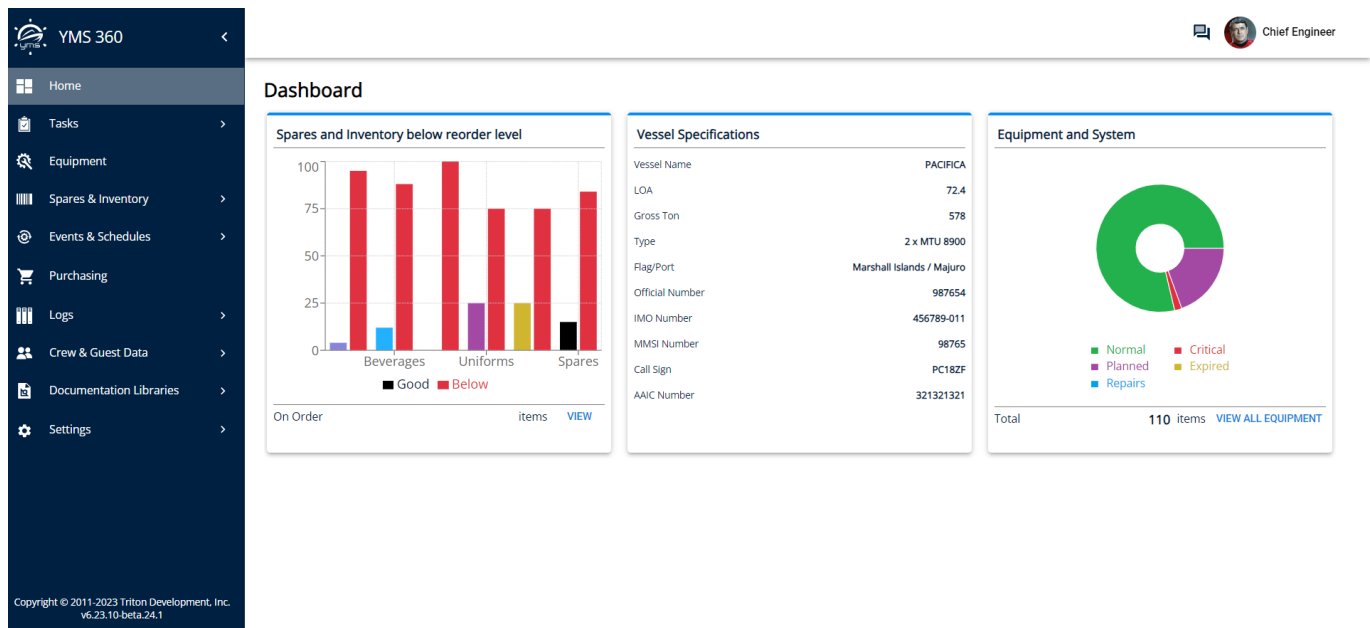 yms
YMS 360
Chief Engineer
Home
Tasks
Equipment
Spares & Inventory
Events & Schedules
Purchasing
Logs
Crew & Guest Data
Documentation Libraries
Settings
Copyright © 2011-2023 Triton Development, Inc.
v6.23.10-beta.24.1
Dashboard
Spares and Inventory below reorder level
100
75
50
25
0
Beverages Uniforms Spares
Good Below
On Order items VIEW
Vessel Specifications
Vessel Name PACIFICA
LOA 72.4
Gross Ton 578
Type 2 x MTU 8900
Flag/Port Marshall Islands / Majuro
Official Number 987654
IMO Number 456789-011
MMSI Number 98765
Call Sign PC18ZF
AAIC Number 321321321
Equipment and System
Normal Critical
Planned Expired
Repairs
Total 110 items VIEW ALL EQUIPMENT